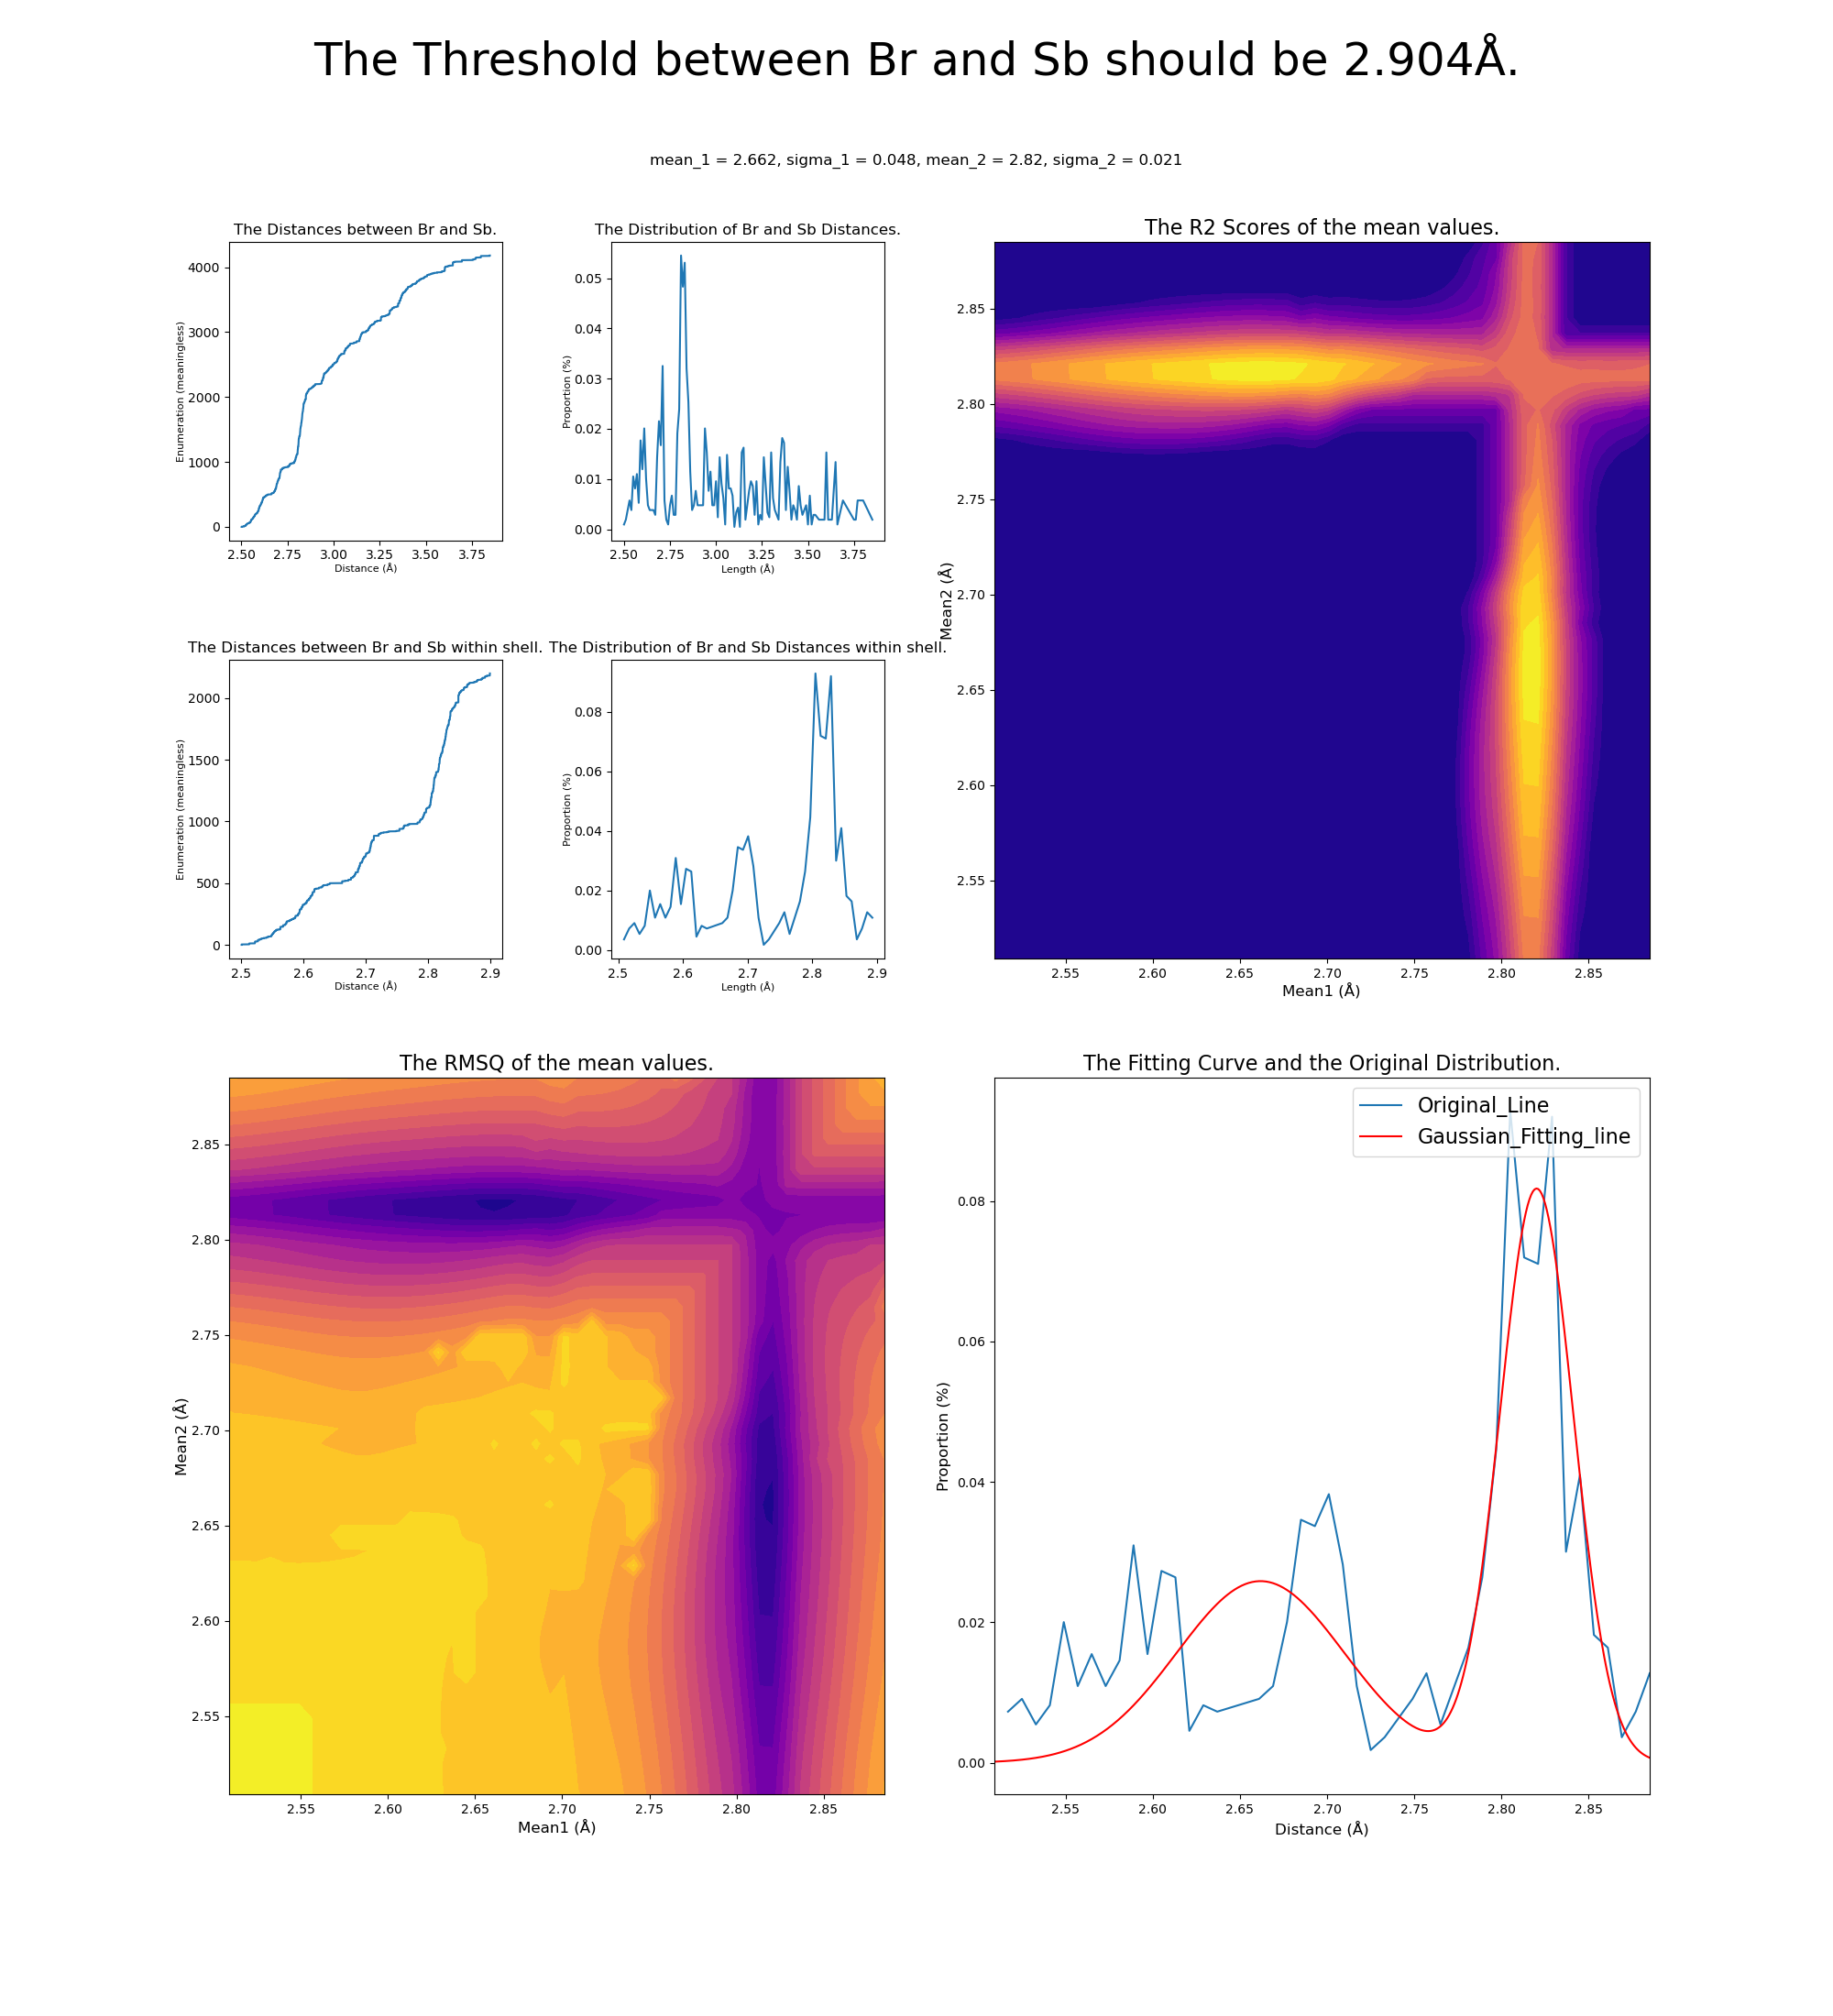 The Threshold between Br and Sb should be 2.904Å.
mean_1 = 2.662, sigma_1 = 0.048, mean_2 = 2.82, sigma_2 = 0.021
The Distances between Br and Sb.
Enumeration (meaningless)
4000
3000
2000
1000
0
2.50 2.75 3.00 3.25 3.50 3.75
Distance (Å)
The Distribution of Br and Sb Distances.
Proportion (%)
0.05
0.04
0.03
0.02
0.01
0.00
2.50 2.75 3.00 3.25 3.50 3.75
Length (Å)
The R2 Scores of the mean values.
Mean2 (Å)
2.85
2.80
2.75
2.70
2.65
2.60
2.55
2.55 2.60 2.65 2.70 2.75 2.80 2.85
Mean1 (Å)
The Distances between Br and Sb within shell.
Enumeration (meaningless)
2000
1500
1000
500
0
2.5 2.6 2.7 2.8 2.9
Distance (Å)
The Distribution of Br and Sb Distances within shell.
Proportion (%)
0.08
0.06
0.04
0.02
0.00
2.5 2.6 2.7 2.8 2.9
Length (Å)
The RMSQ of the mean values.
Mean2 (Å)
2.85
2.80
2.75
2.70
2.65
2.60
2.55
2.55 2.60 2.65 2.70 2.75 2.80 2.85
Mean1 (Å)
The Fitting Curve and the Original Distribution.
Original_Line
Gaussian_Fitting_line
Proportion (%)
0.08
0.06
0.04
0.02
0.00
2.55 2.60 2.65 2.70 2.75 2.80 2.85
Distance (Å)